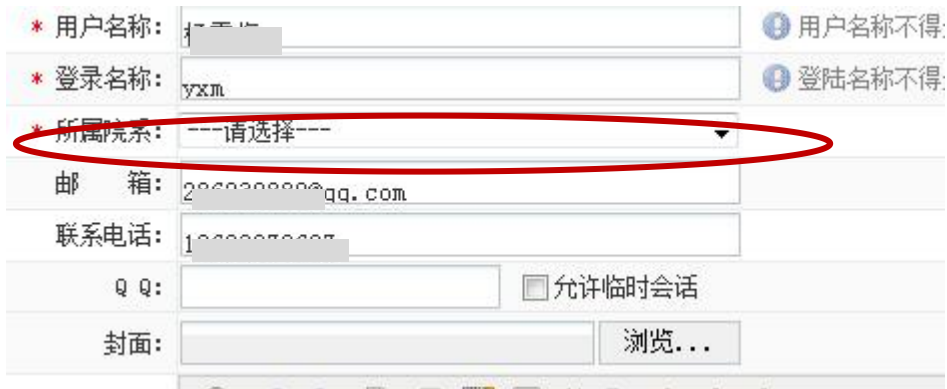 * 用户名称: 用户名称不得
* 登录名称: yxm 登陆名称不得
* 所属院系: ---请选择---
邮 箱: @qq.com
联系电话:
Q Q: 允许临时会话
封面: 浏览...